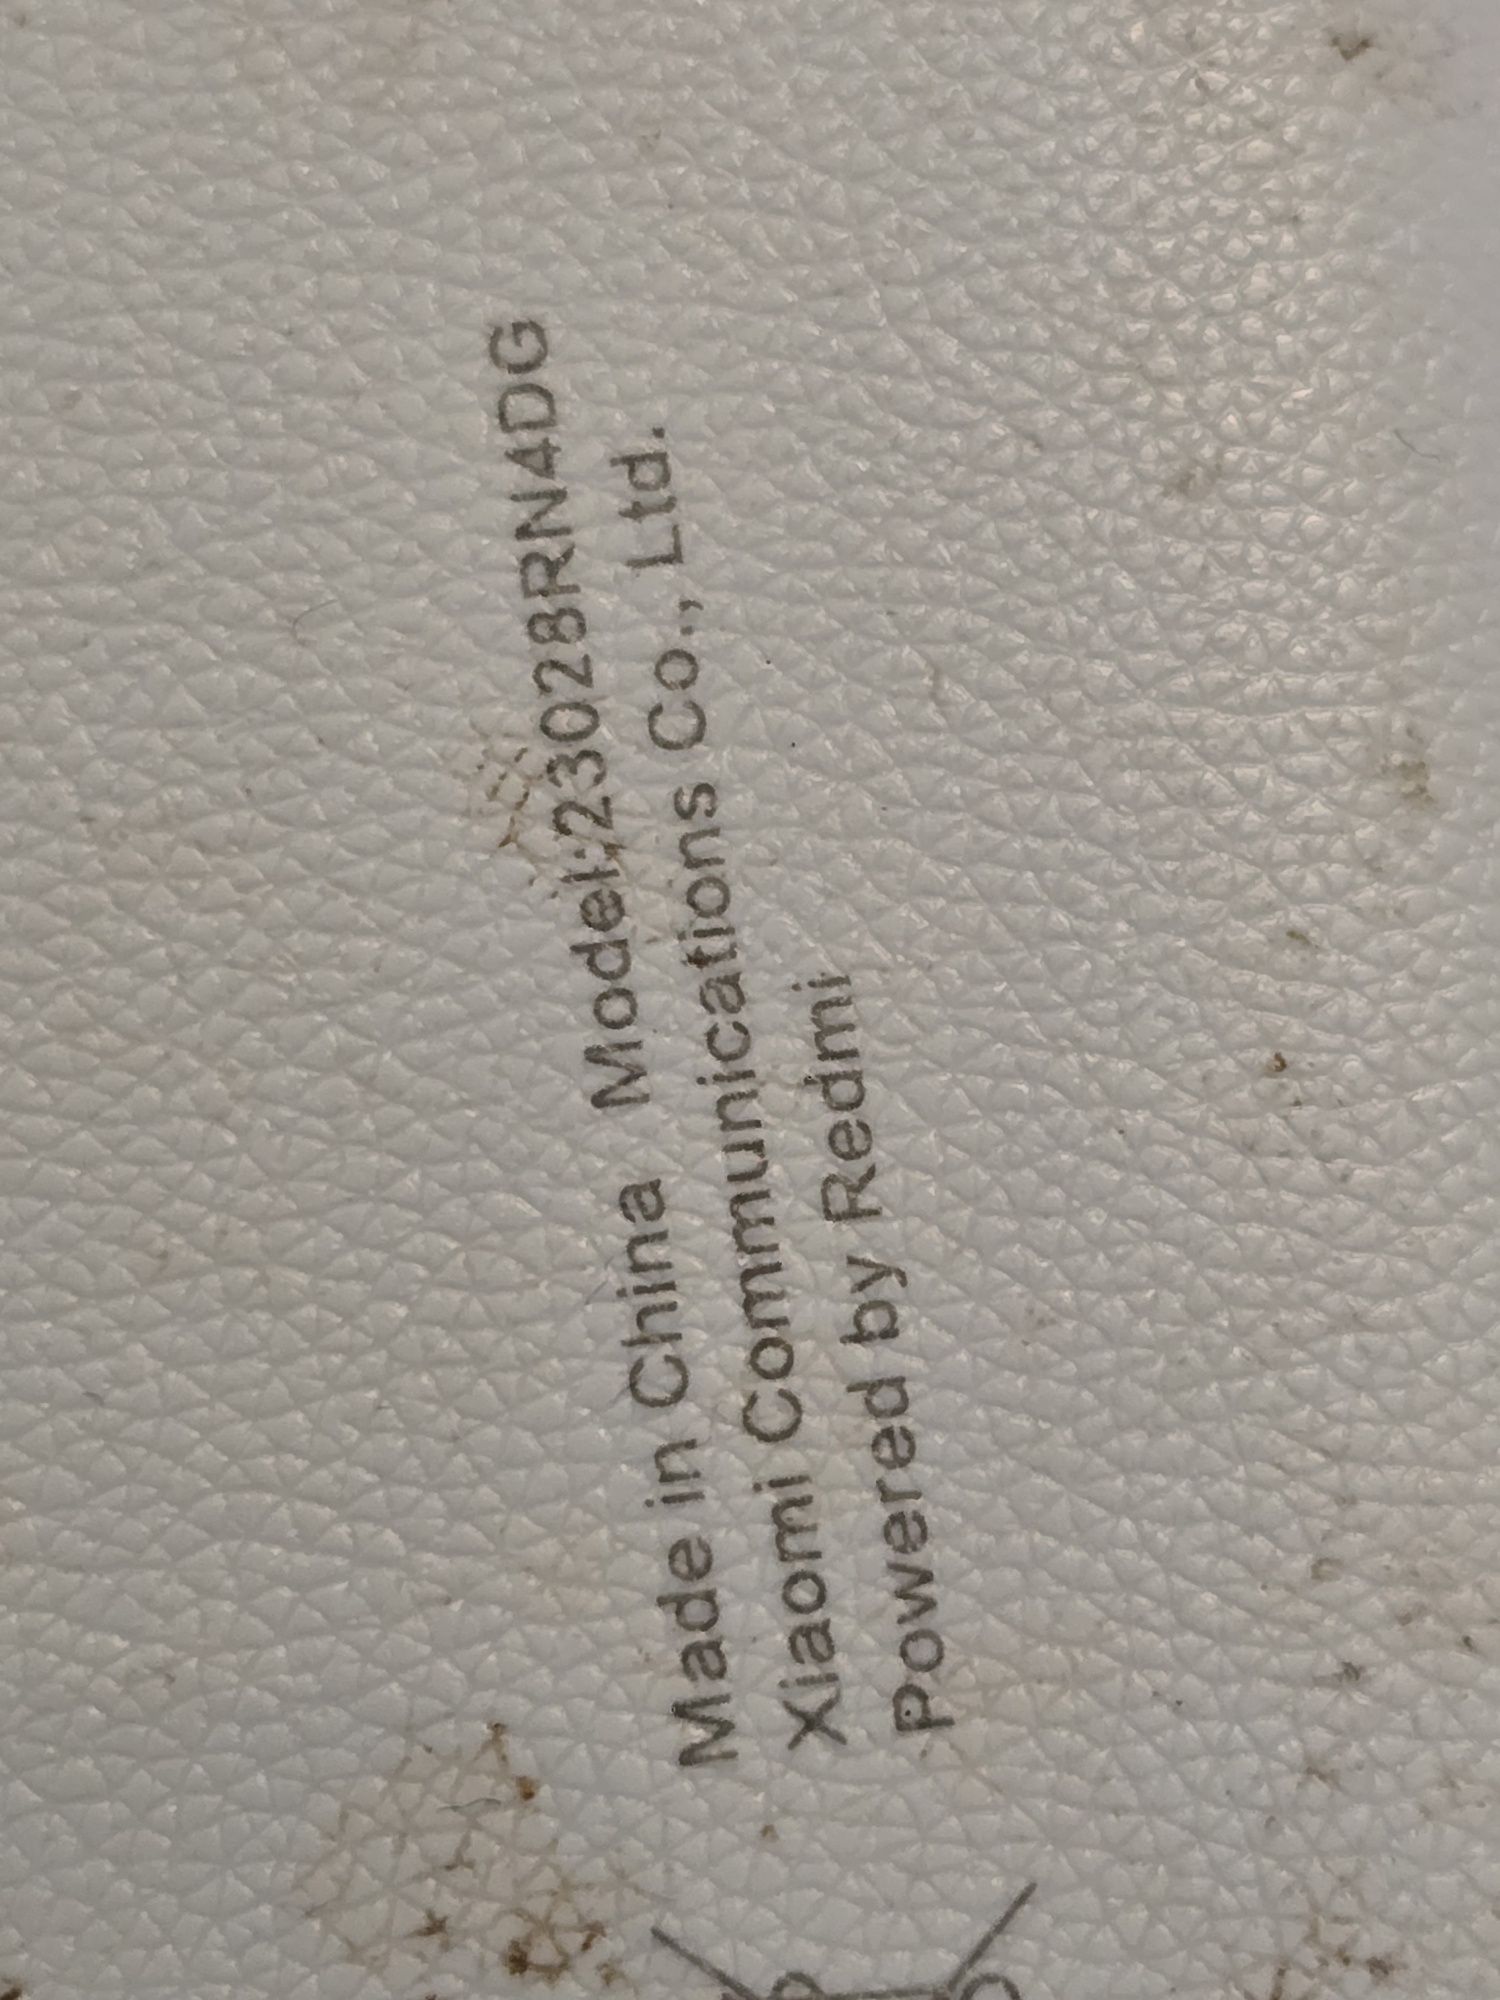 Made in China Model:23028RN4DG
Xiaomi Communications Co., Ltd.
Powered by Redmi